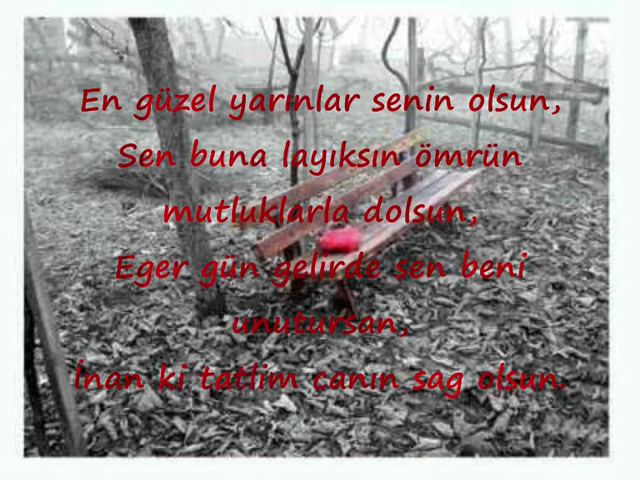 En güzel yarınlar senin olsun,
Sen buna layıksın ömrün
mutluklarla dolsun,
Eger gün gelirde sen beni
unutursan,
İnan ki tatlim canın sag olsun.